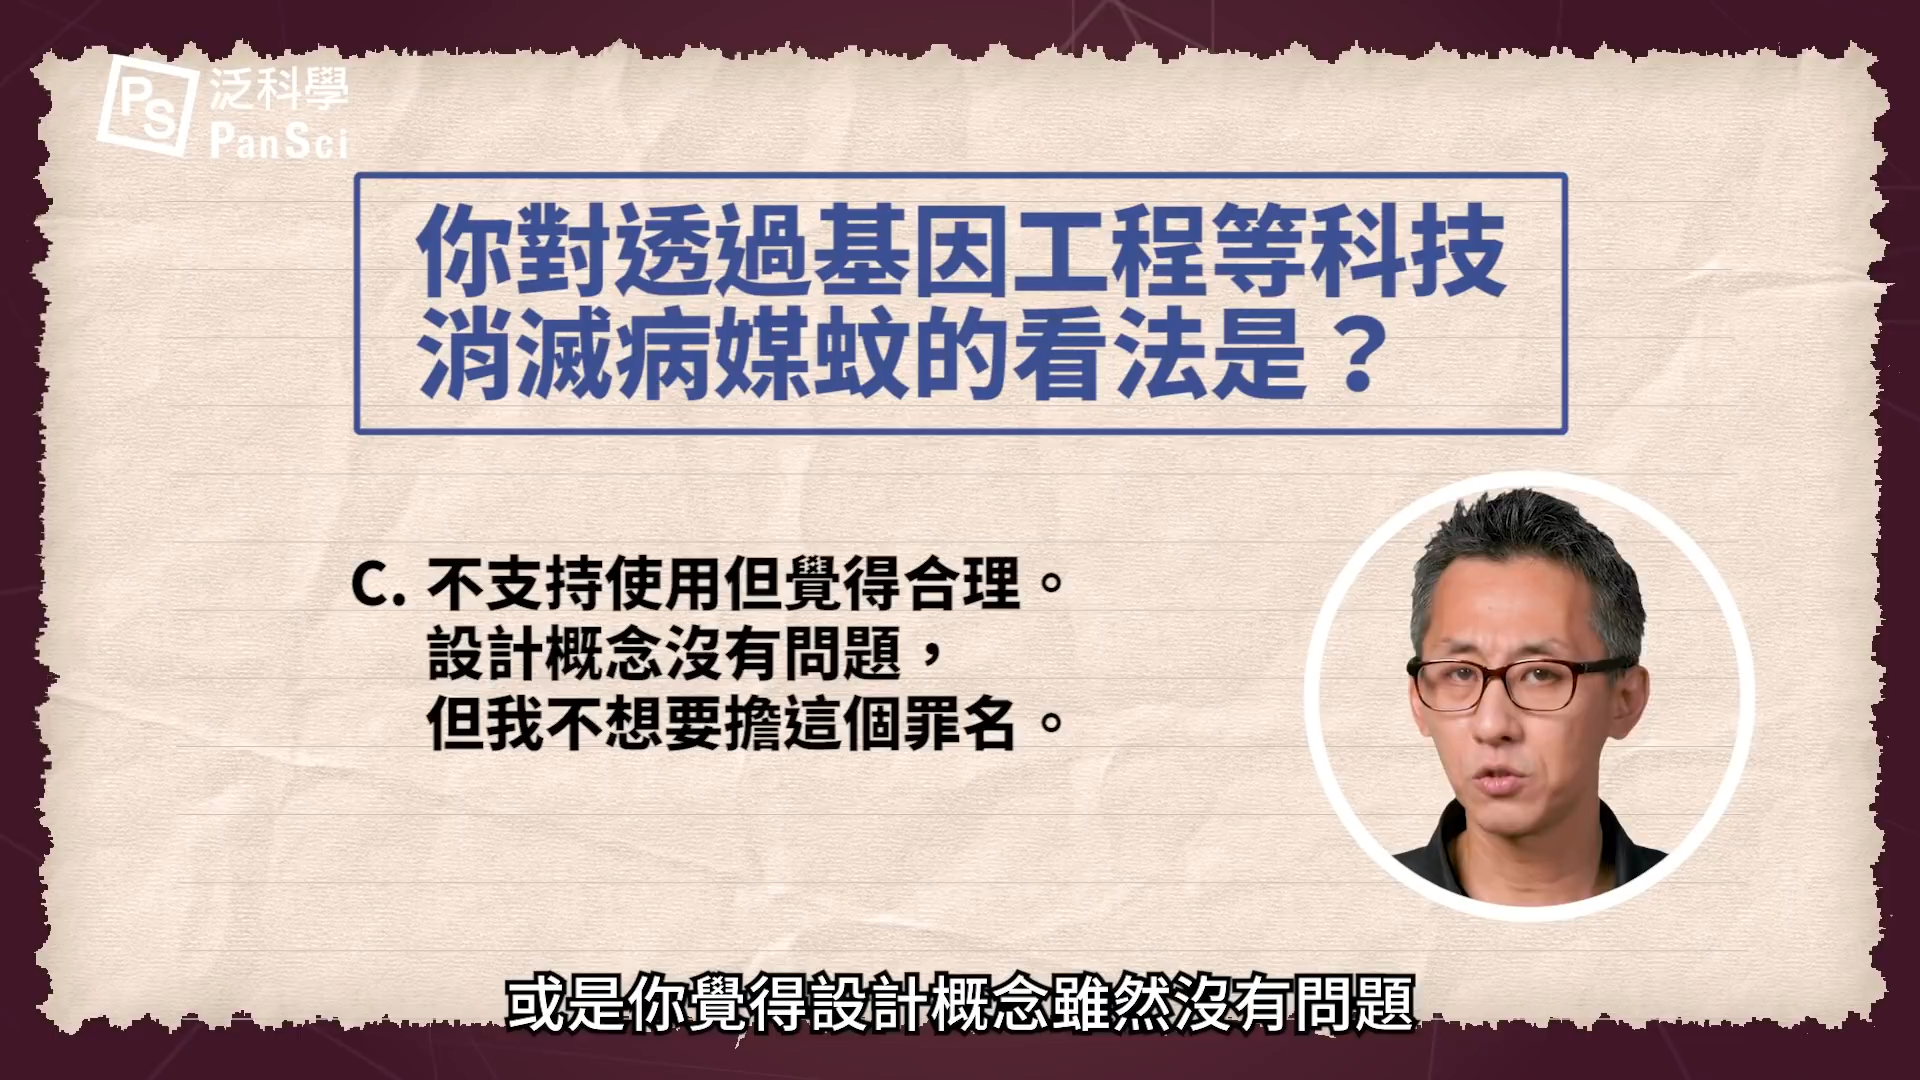 PS
泛科學
PanSci
你對透過基因工程等科技
消滅病媒蚊的看法是？
C. 不支持使用但覺得合理。
設計概念沒有問題，
但我不想要擔這個罪名。
或是你覺得設計概念雖然沒有問題